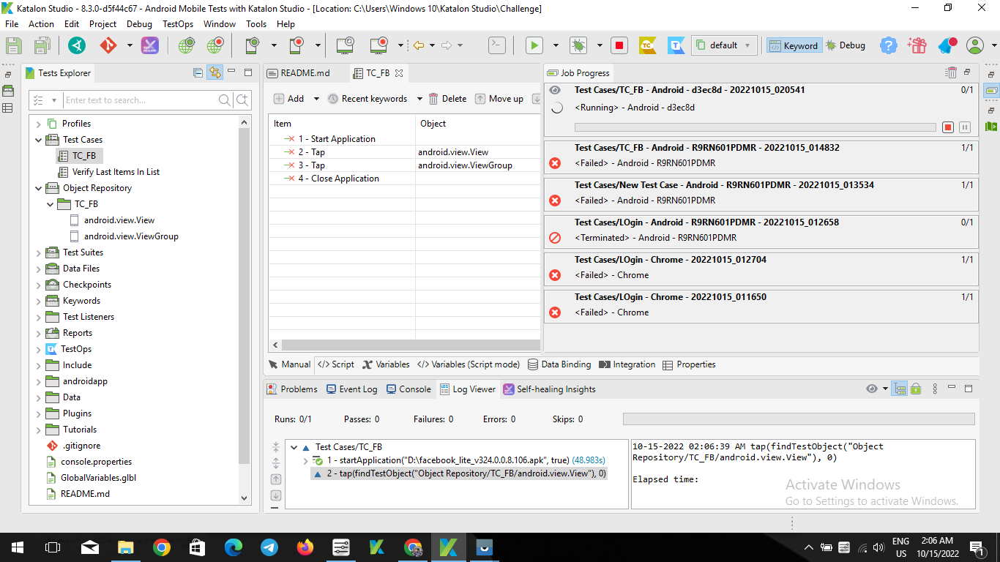 Katalon Studio - 8.3.0-d5f44c67 - Android Mobile Tests with Katalon Studio - [Location: C:\Users\Windows 10\Katalon Studio\Challenge]
File Action Edit Project Debug TestOps Window Tools Help
default Keyword Debug
Tests Explorer
Enter text to search...
Profiles
Test Cases
TC_FB
Verify Last Items In List
Object Repository
TC_FB
android.view.View
android.view.ViewGroup
Test Suites
Data Files
Checkpoints
Keywords
Test Listeners
Reports
TestOps
Include
androidapp
Data
Plugins
Tutorials
.gitignore
console.properties
GlobalVariables.glbl
README.md
README.md TC_FB
Add Recent keywords Delete Move up
Item Object
1 - Start Application
2 - Tap android.view.View
3 - Tap android.view.ViewGroup
4 - Close Application
Manual </> Script Variables </> Variables (Script mode) Data Binding Integration Properties
Job Progress
Test Cases/TC_FB - Android - d3ec8d - 20221015_020541 0/1
<Running> - Android - d3ec8d
Test Cases/TC_FB - Android - R9RN601PDMR - 20221015_014832 1/1
<Failed> - Android - R9RN601PDMR
Test Cases/New Test Case - Android - R9RN601PDMR - 20221015_013534 1/1
<Failed> - Android - R9RN601PDMR
Test Cases/LOgin - Android - R9RN601PDMR - 20221015_012658 0/1
<Terminated> - Android - R9RN601PDMR
Test Cases/LOgin - Chrome - 20221015_012704 1/1
<Failed> - Chrome
Test Cases/LOgin - Chrome - 20221015_011650 1/1
<Failed> - Chrome
Problems Event Log Console Log Viewer Self-healing Insights
Runs: 0/1 Passes: 0 Failures: 0 Errors: 0 Skips: 0
Test Cases/TC_FB
1 - startApplication("D:\facebook_lite_v324.0.0.8.106.apk", true) (48.983s)
2 - tap(findTestObject("Object Repository/TC_FB/android.view.View"), 0)
10-15-2022 02:06:39 AM tap(findTestObject("Object
Repository/TC_FB/android.view.View"), 0)
Elapsed time:
Activate Windows
Go to Settings to activate Windows.
ENG
US
2:06 AM
10/15/2022
1